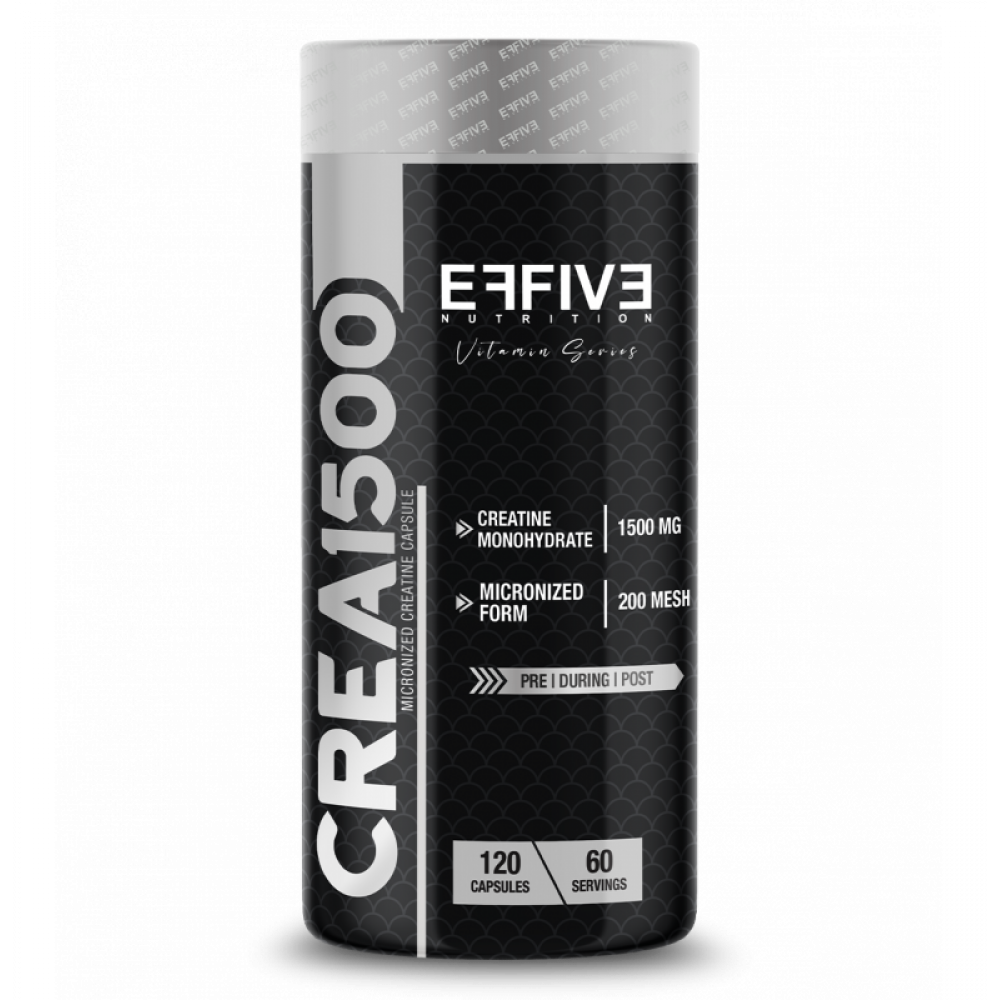 EFFIVE
NUTRITION
Vitamin Series
CREA1500
MICRONIZED CREATINE CAPSULE
CREATINE
MONOHYDRATE
1500 MG
MICRONIZED
FORM
200 MESH
PRE | DURING | POST
120
CAPSULES
60
SERVINGS